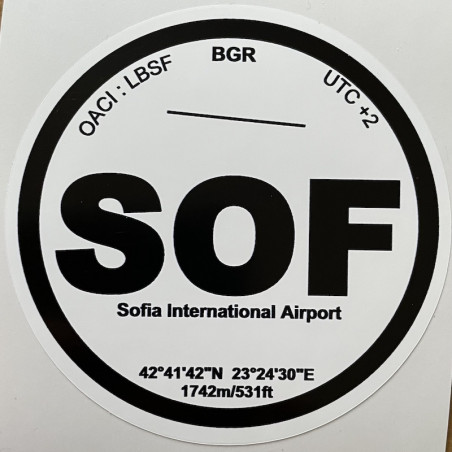 BGR
OACI : LBSF
UTC +2
SOF
Sofia International Airport
42°41'42"N 23°24'30"E
1742m/531ft